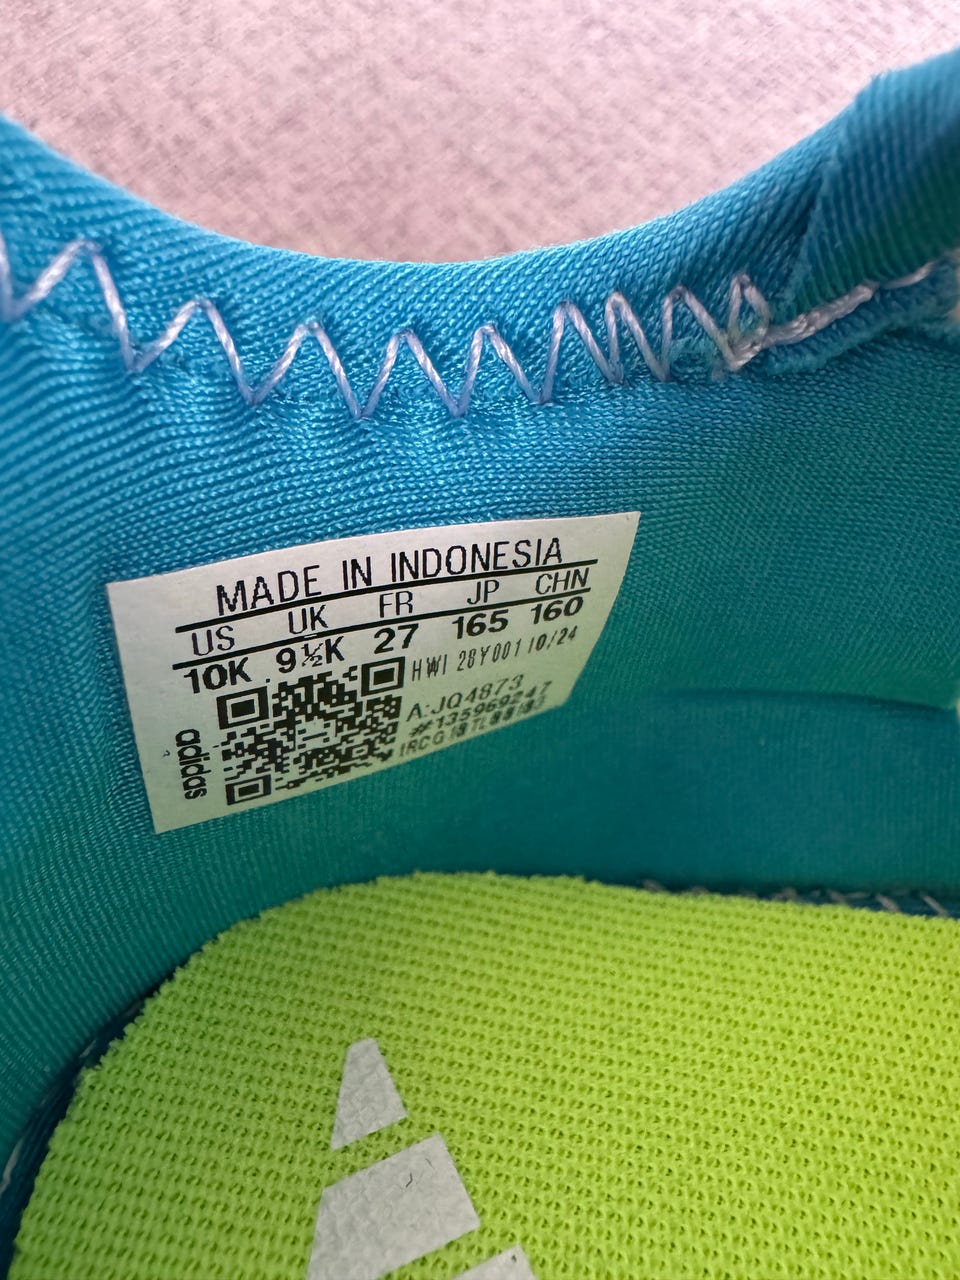 MADE IN INDONESIA
US UK FR JP CHN
10K 9½K 27 165 160
HWI 28Y001 10/24
A:JQ4873
#135969247
adidas